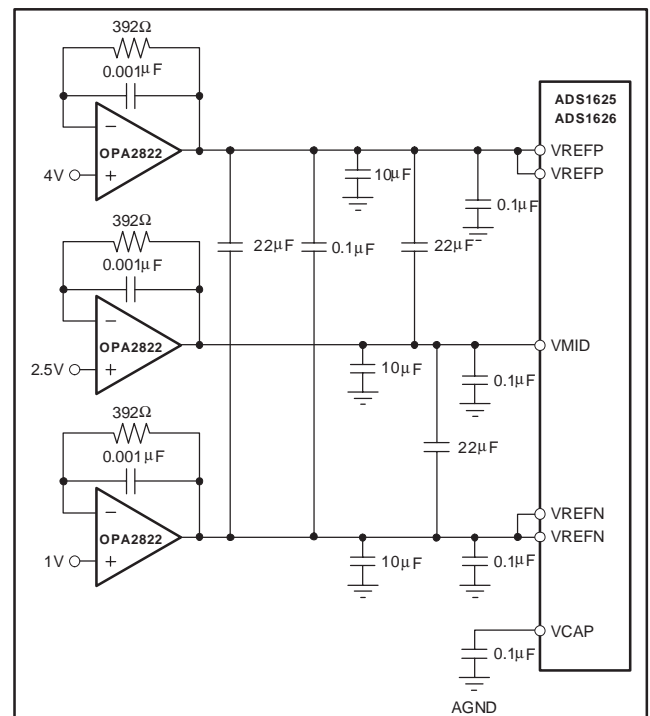 392Ω
0.001µF
OPA2822
4V
ADS1625
ADS1626
VREFP
VREFP
10µF
0.1µF
392Ω
0.001µF
22µF
0.1µF
22µF
OPA2822
2.5V
VMID
10µF
0.1µF
392Ω
0.001µF
22µF
OPA2822
1V
VREFN
VREFN
10µF
0.1µF
VCAP
0.1µF
AGND